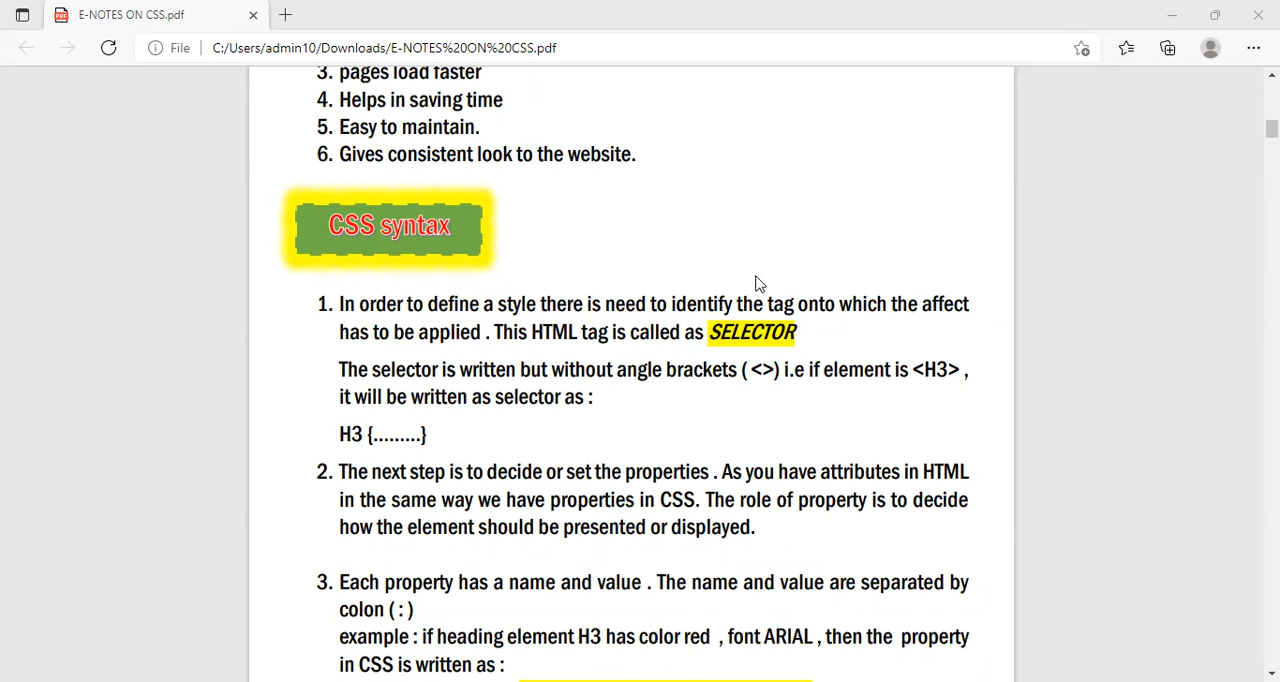 E-NOTES ON CSS.pdf
File
C:/Users/admin10/Downloads/E-NOTES%20ON%20CSS.pdf
3. pages load faster
4. Helps in saving time
5. Easy to maintain.
6. Gives consistent look to the website.
CSS syntax
1. In order to define a style there is need to identify the tag onto which the affect
has to be applied . This HTML tag is called as SELECTOR
The selector is written but without angle brackets ( <>) i.e if element is <H3> ,
it will be written as selector as :
H3 {.........}
2. The next step is to decide or set the properties . As you have attributes in HTML
in the same way we have properties in CSS. The role of property is to decide
how the element should be presented or displayed.
3. Each property has a name and value . The name and value are separated by
colon ( : )
example : if heading element H3 has color red , font ARIAL , then the property
in CSS is written as :